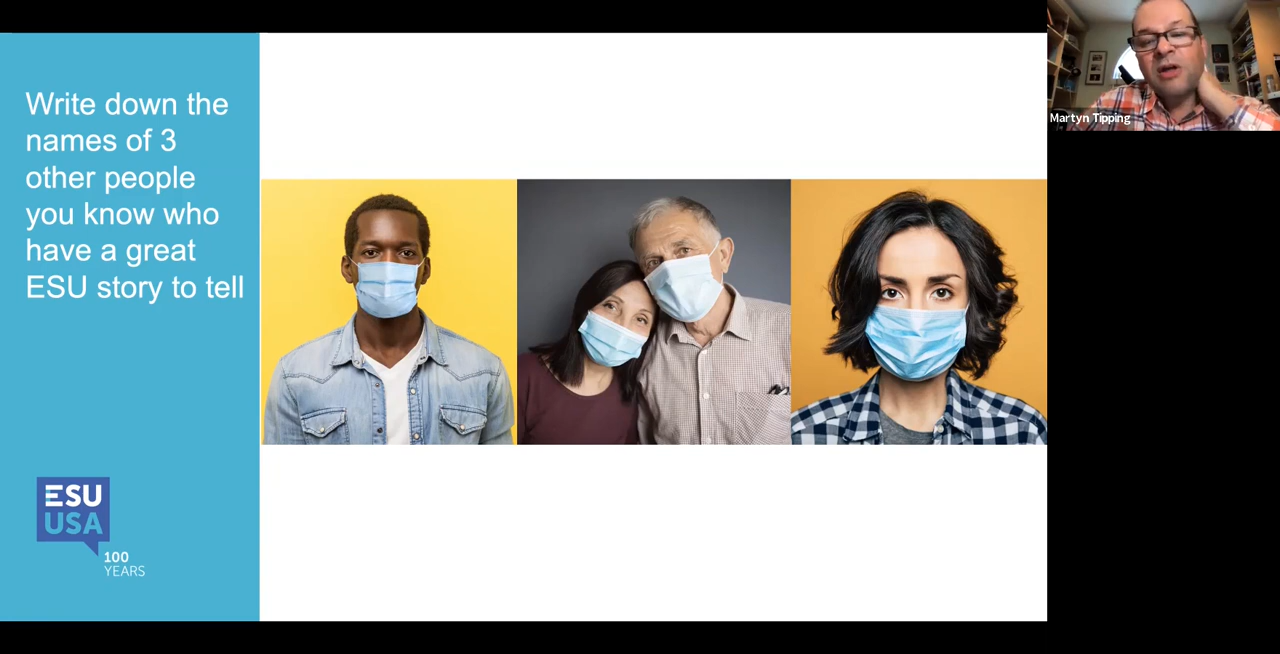 Write down the
names of 3
other people
you know who
have a great
ESU story to tell
ESU
USA
100
YEARS
Martyn Tipping